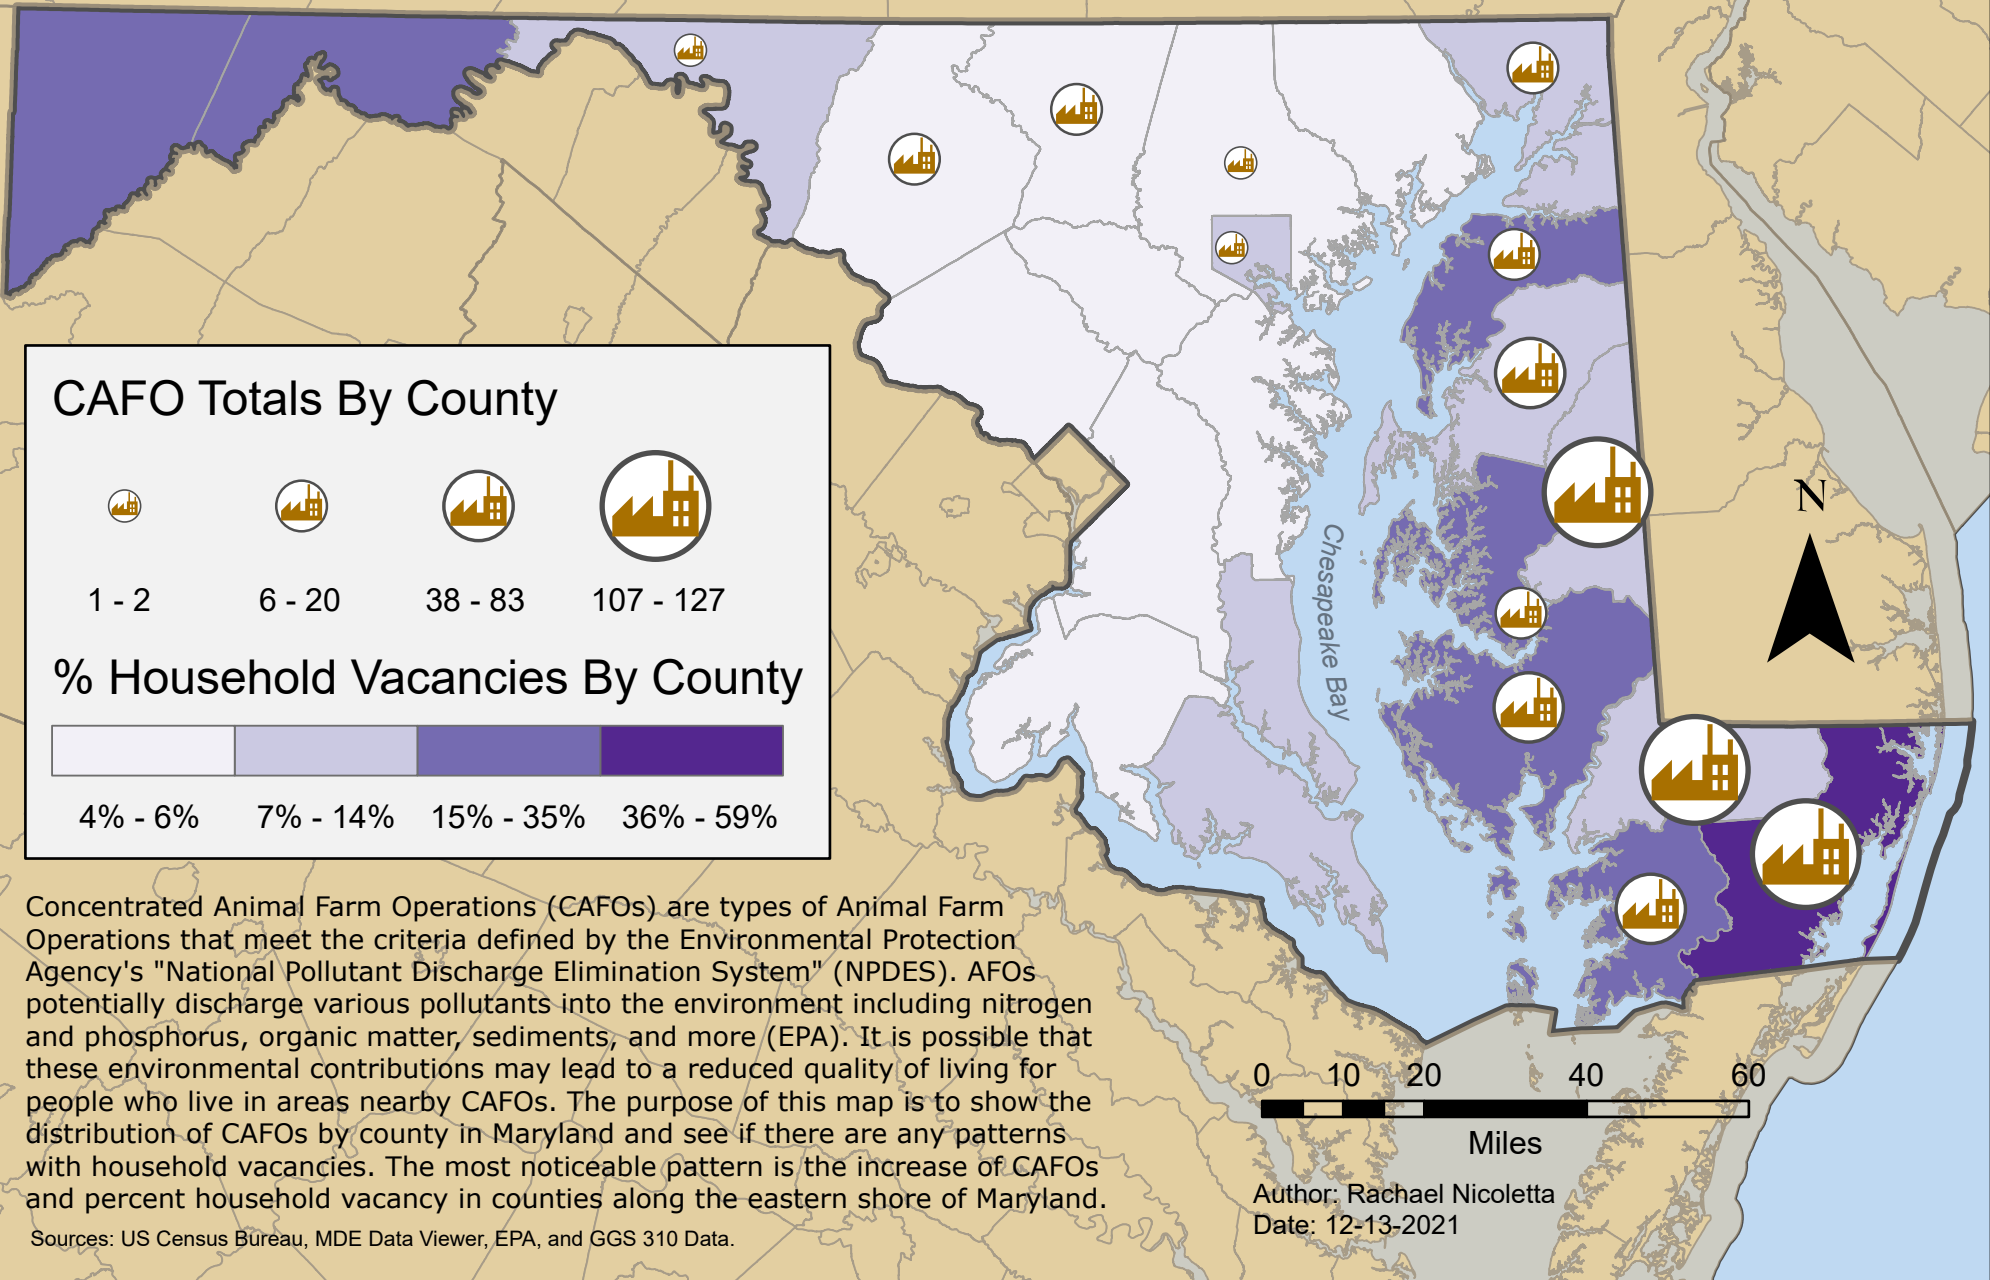 CAFO Totals By County
1 - 2
6 - 20
38 - 83
107 - 127
% Household Vacancies By County
4% - 6%
7% - 14%
15% - 35%
36% - 59%
Chesapeake Bay
N
Concentrated Animal Farm Operations (CAFOs) are types of Animal Farm
Operations that meet the criteria defined by the Environmental Protection
Agency's "National Pollutant Discharge Elimination System" (NPDES). AFOs
potentially discharge various pollutants into the environment including nitrogen
and phosphorus, organic matter, sediments, and more (EPA). It is possible that
these environmental contributions may lead to a reduced quality of living for
people who live in areas nearby CAFOs. The purpose of this map is to show the
distribution of CAFOs by county in Maryland and see if there are any patterns
with household vacancies. The most noticeable pattern is the increase of CAFOs
and percent household vacancy in counties along the eastern shore of Maryland.
Sources: US Census Bureau, MDE Data Viewer, EPA, and GGS 310 Data.
0 10 20 40 60
Miles
Author: Rachael Nicoletta
Date: 12-13-2021